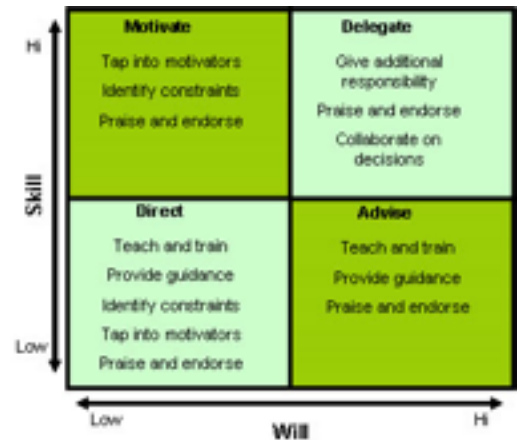 Hi
Skill
Low
Motivate
Tap into motivators
Identify constraints
Praise and endorse
Delegate
Give additional
responsibility
Praise and endorse
Collaborate on
decisions
Direct
Teach and train
Provide guidance
Identify constraints
Tap into motivators
Praise and endorse
Advise
Teach and train
Provide guidance
Praise and endorse
Low
Will
Hi